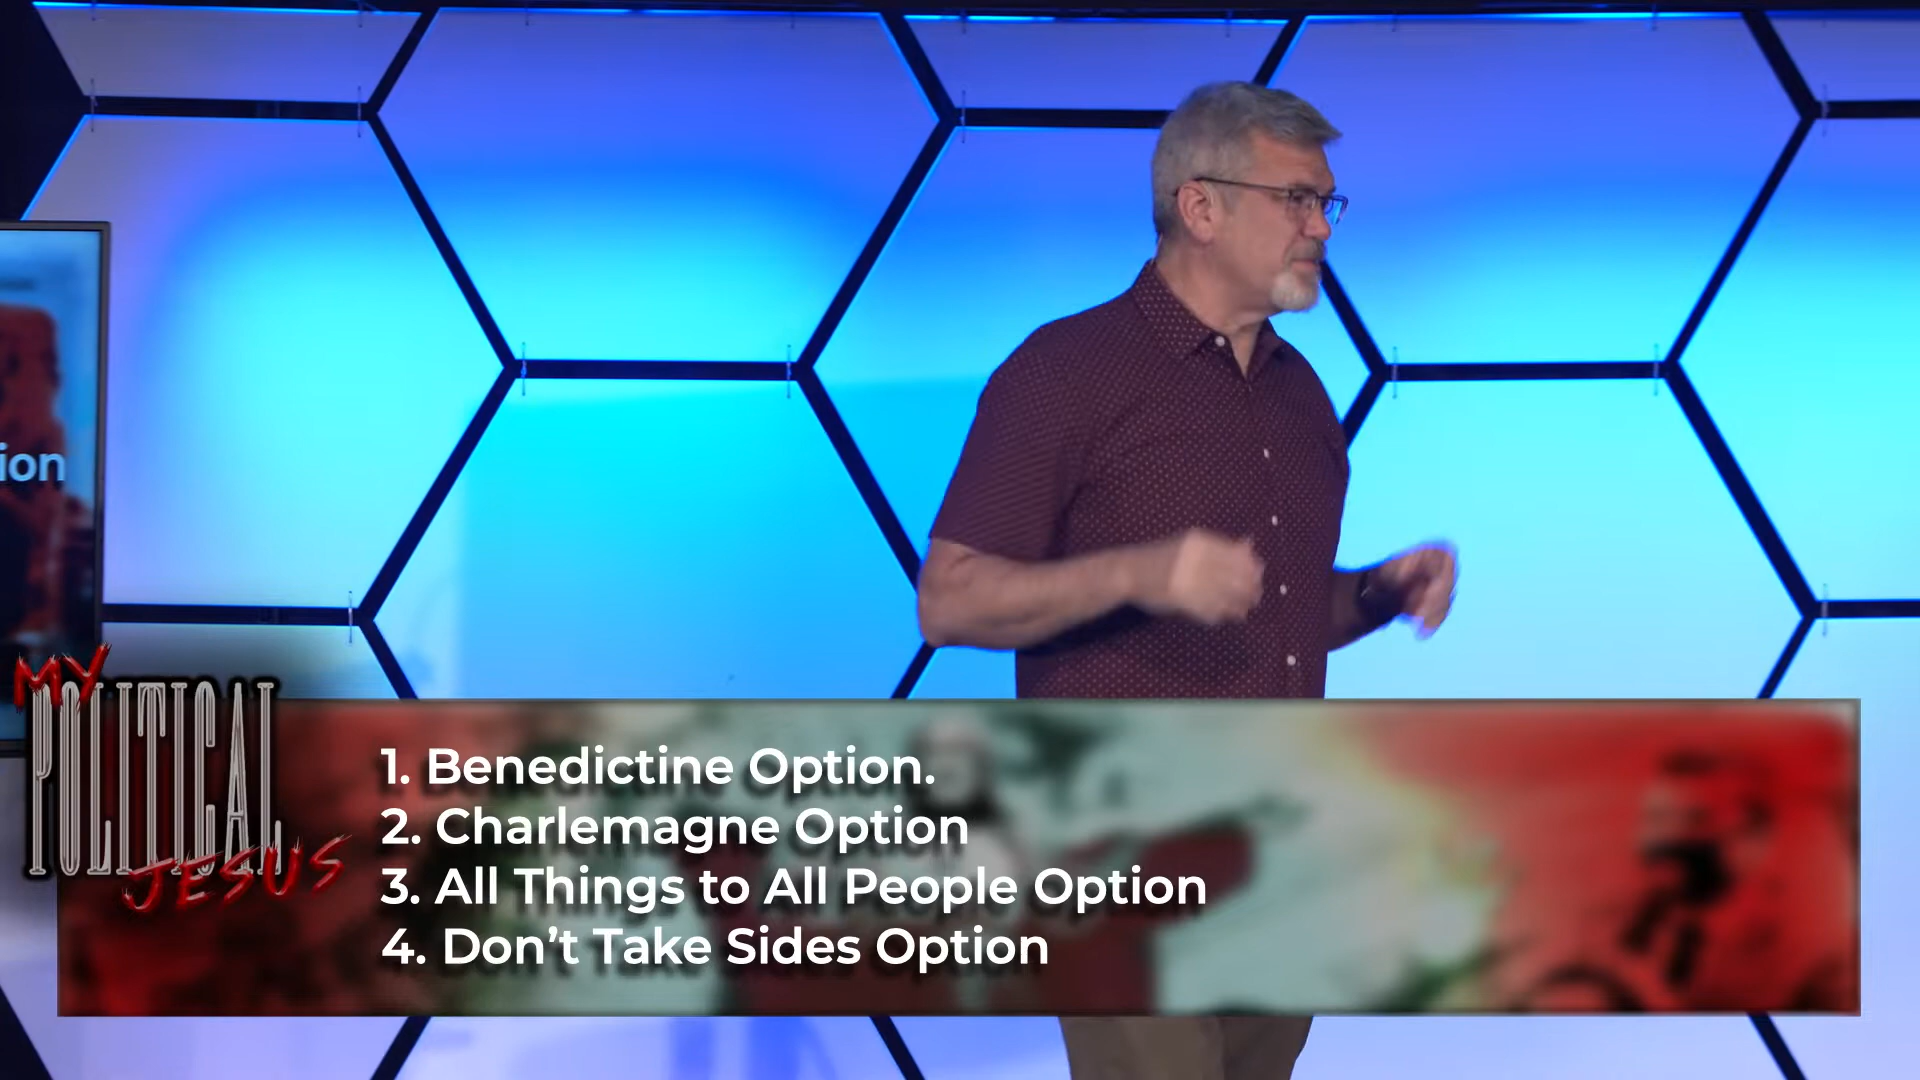 ion
MY
POLITICAL
JESUS
1. Benedictine Option.
2. Charlemagne Option
3. All Things to All People Option
4. Don’t Take Sides Option